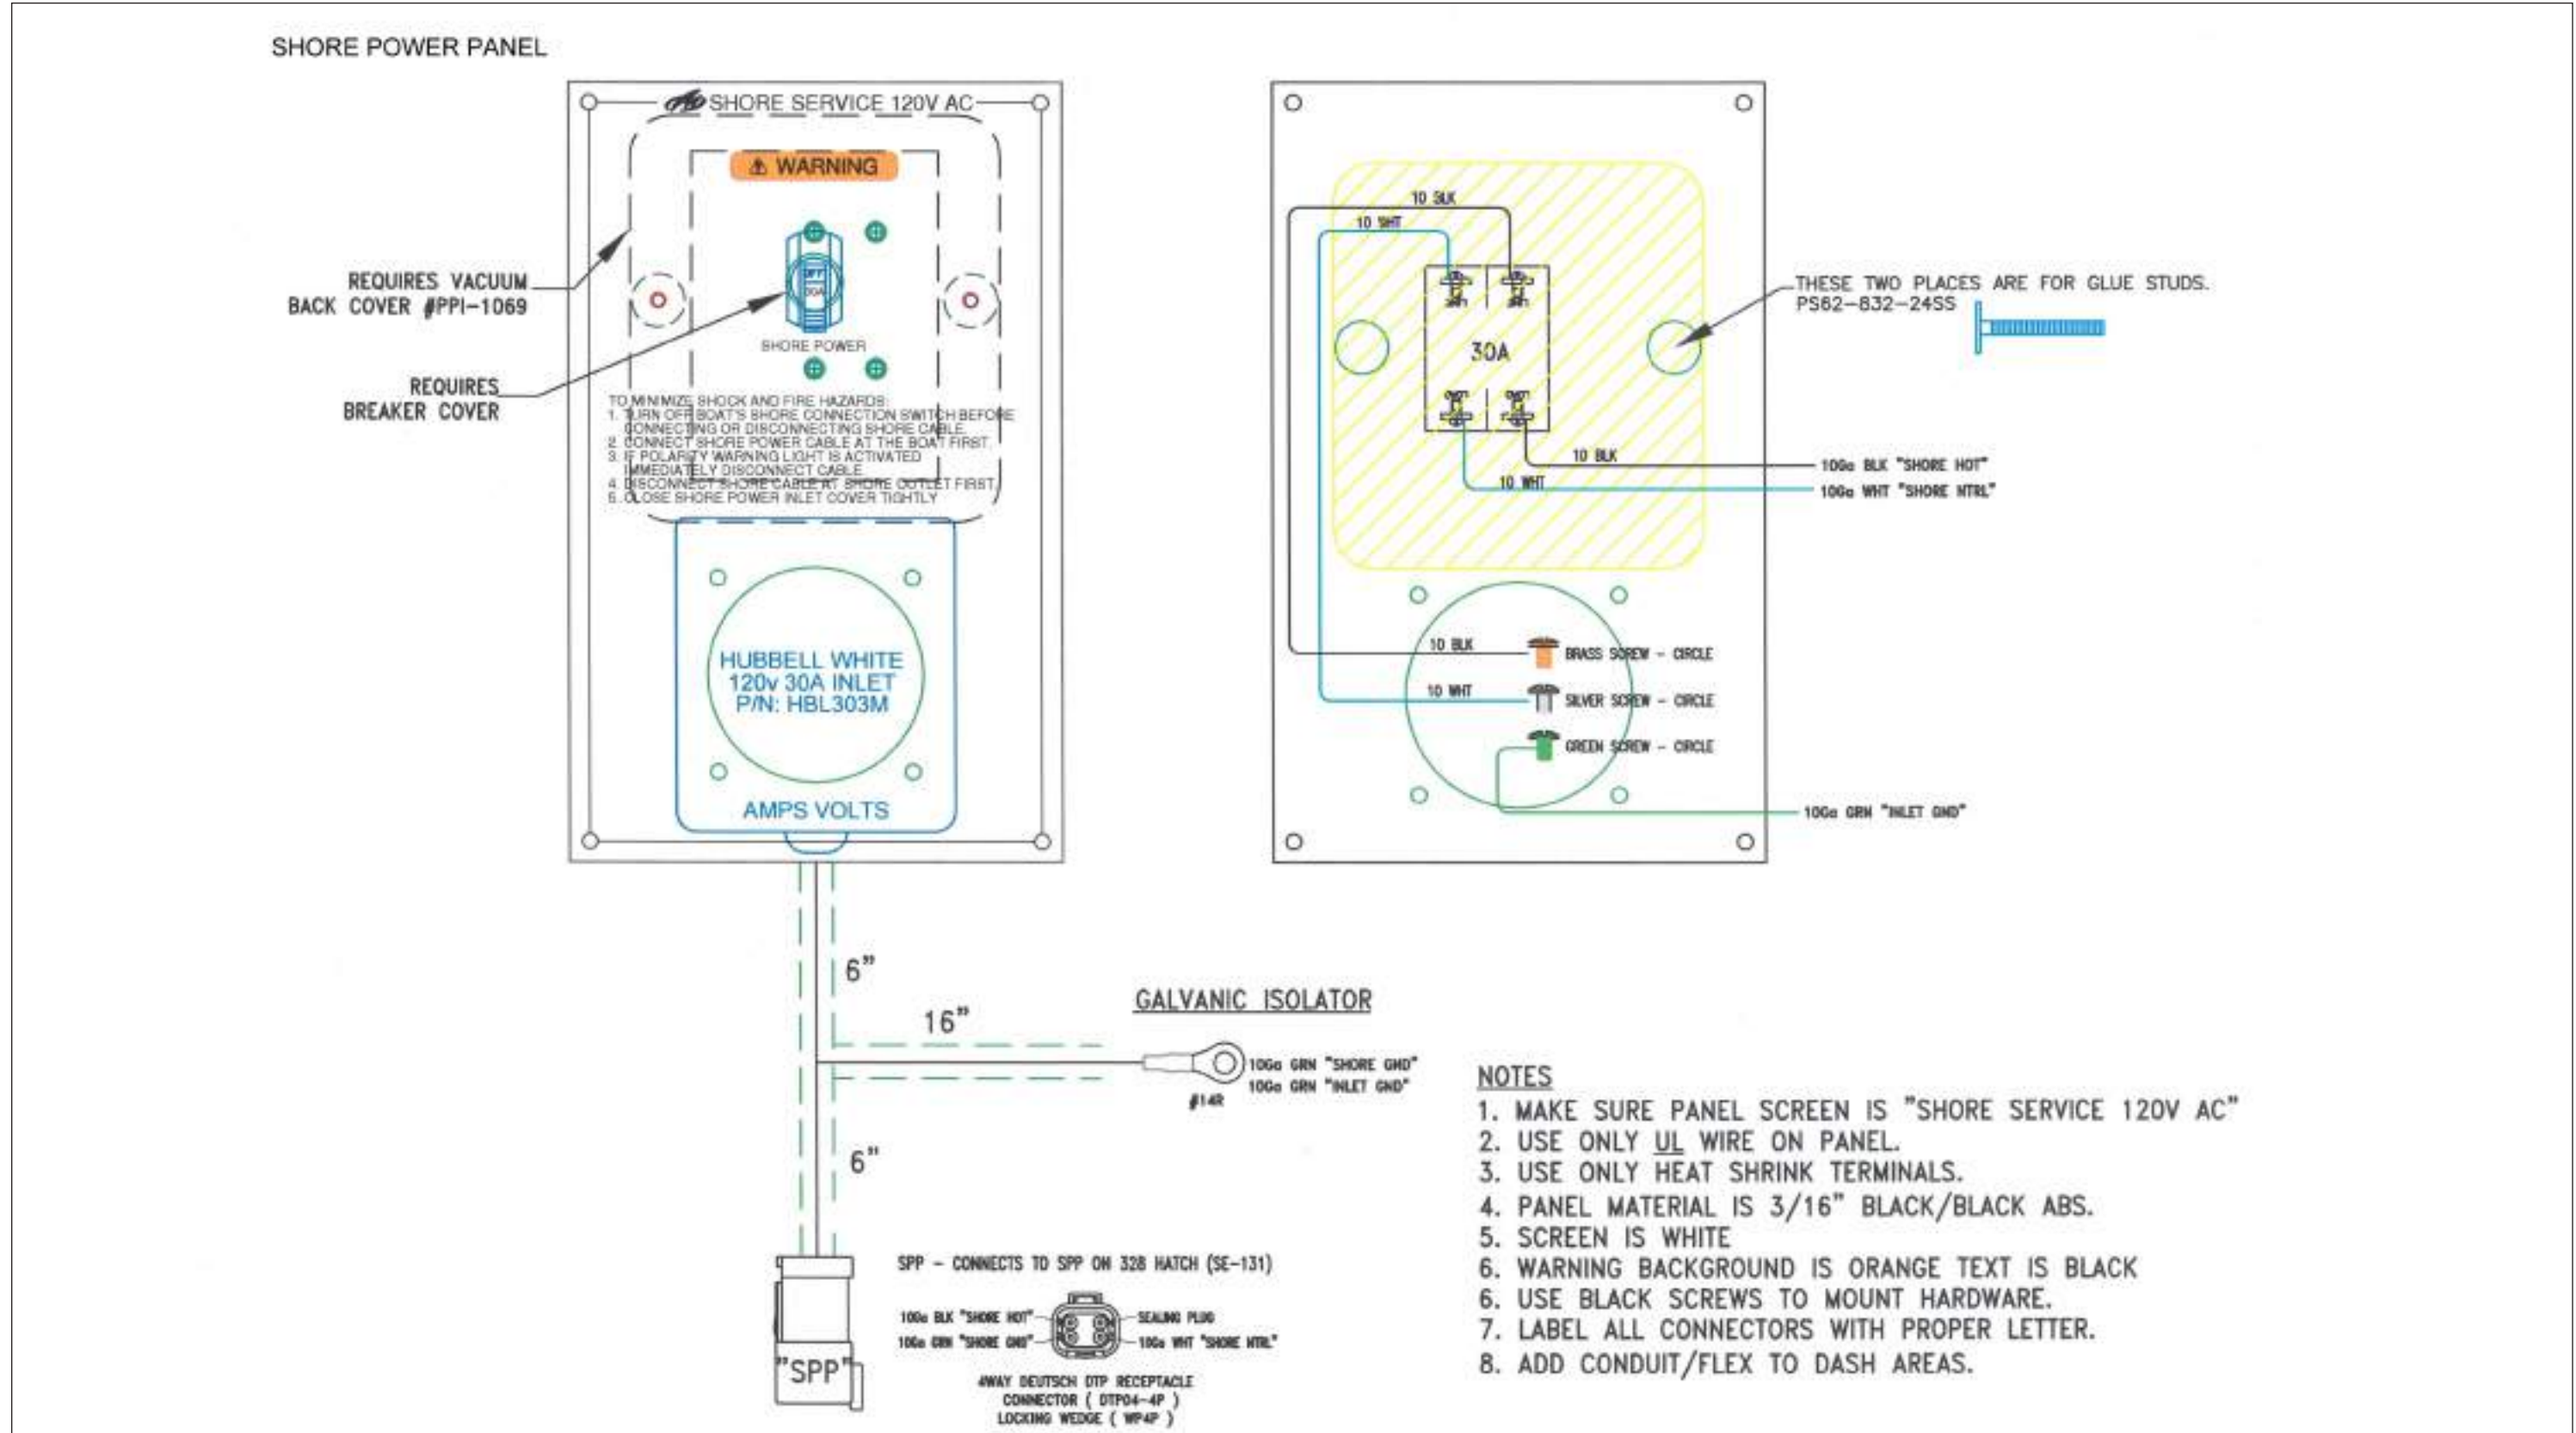 SHORE POWER PANEL
SHORE SERVICE 120V AC
⚠ WARNING
OFF
30A
SHORE POWER
REQUIRES VACUUM
BACK COVER #PPI-1069
REQUIRES
BREAKER COVER
TO MINIMIZE SHOCK AND FIRE HAZARDS:
1. TURN OFF BOAT'S SHORE CONNECTION SWITCH BEFORE
CONNECTING OR DISCONNECTING SHORE CABLE.
2. CONNECT SHORE POWER CABLE AT THE BOAT FIRST.
3. IF POLARITY WARNING LIGHT IS ACTIVATED
IMMEDIATELY DISCONNECT CABLE.
4. DISCONNECT SHORE CABLE AT SHORE OUTLET FIRST.
5. CLOSE SHORE POWER INLET COVER TIGHTLY
HUBBELL WHITE
120v 30A INLET
P/N: HBL303M
AMPS VOLTS
10 BLK
10 WHT
30A
THESE TWO PLACES ARE FOR GLUE STUDS.
PS62-832-24SS
10 BLK
10Ga BLK "SHORE HOT"
10 WHT
10Ga WHT "SHORE NTRL"
10 BLK
BRASS SCREW - CIRCLE
10 WHT
SILVER SCREW - CIRCLE
GREEN SCREW - CIRCLE
10Ga GRN "INLET GND"
6"
16"
GALVANIC ISOLATOR
10Ga GRN "SHORE GND"
10Ga GRN "INLET GND"
#14R
6"
"SPP"
SPP - CONNECTS TO SPP ON 328 HATCH (SE-131)
10Ga BLK "SHORE HOT"
SEALING PLUG
10Ga GRN "SHORE GND"
10Ga WHT "SHORE NTRL"
4WAY DEUTSCH DTP RECEPTACLE
CONNECTOR ( DTP04-4P )
LOCKING WEDGE ( WP4P )
NOTES
1. MAKE SURE PANEL SCREEN IS "SHORE SERVICE 120V AC"
2. USE ONLY UL WIRE ON PANEL.
3. USE ONLY HEAT SHRINK TERMINALS.
4. PANEL MATERIAL IS 3/16" BLACK/BLACK ABS.
5. SCREEN IS WHITE
6. WARNING BACKGROUND IS ORANGE TEXT IS BLACK
6. USE BLACK SCREWS TO MOUNT HARDWARE.
7. LABEL ALL CONNECTORS WITH PROPER LETTER.
8. ADD CONDUIT/FLEX TO DASH AREAS.